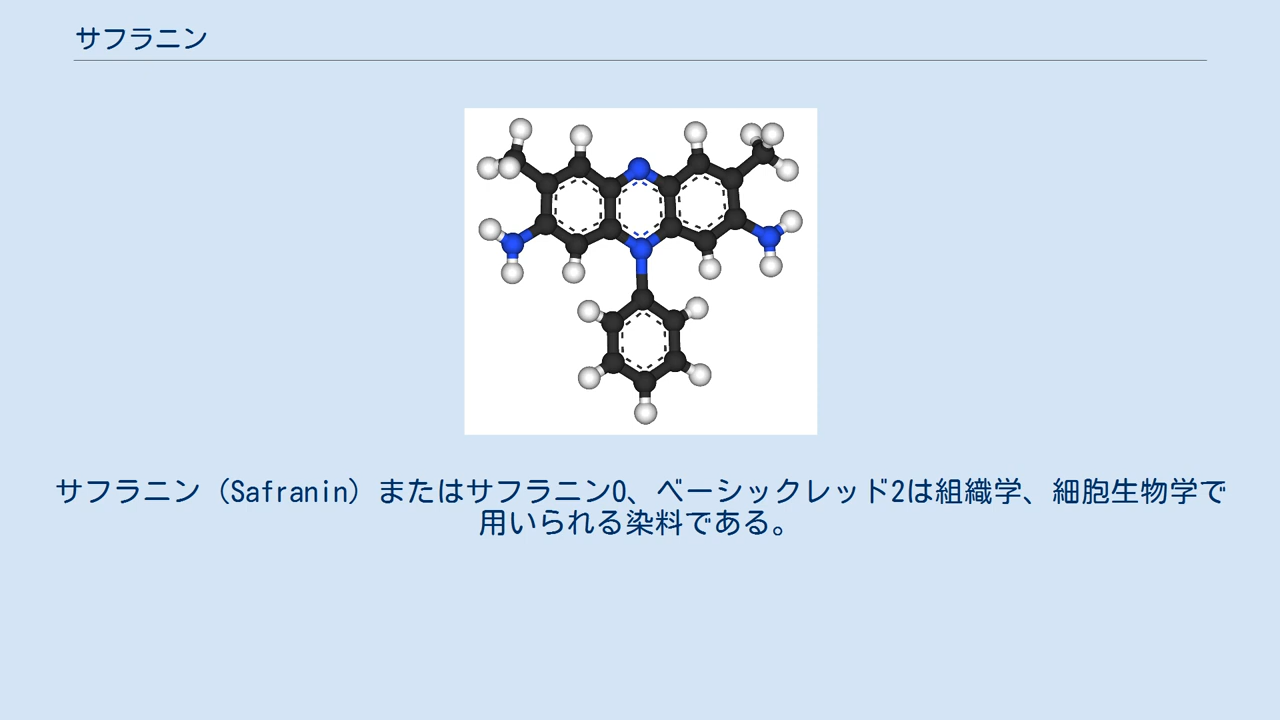 サフラニン
サフラニン（Safranin）またはサフラニンO、ベーシックレッド2は組織学、細胞生物学で
用いられる染料である。